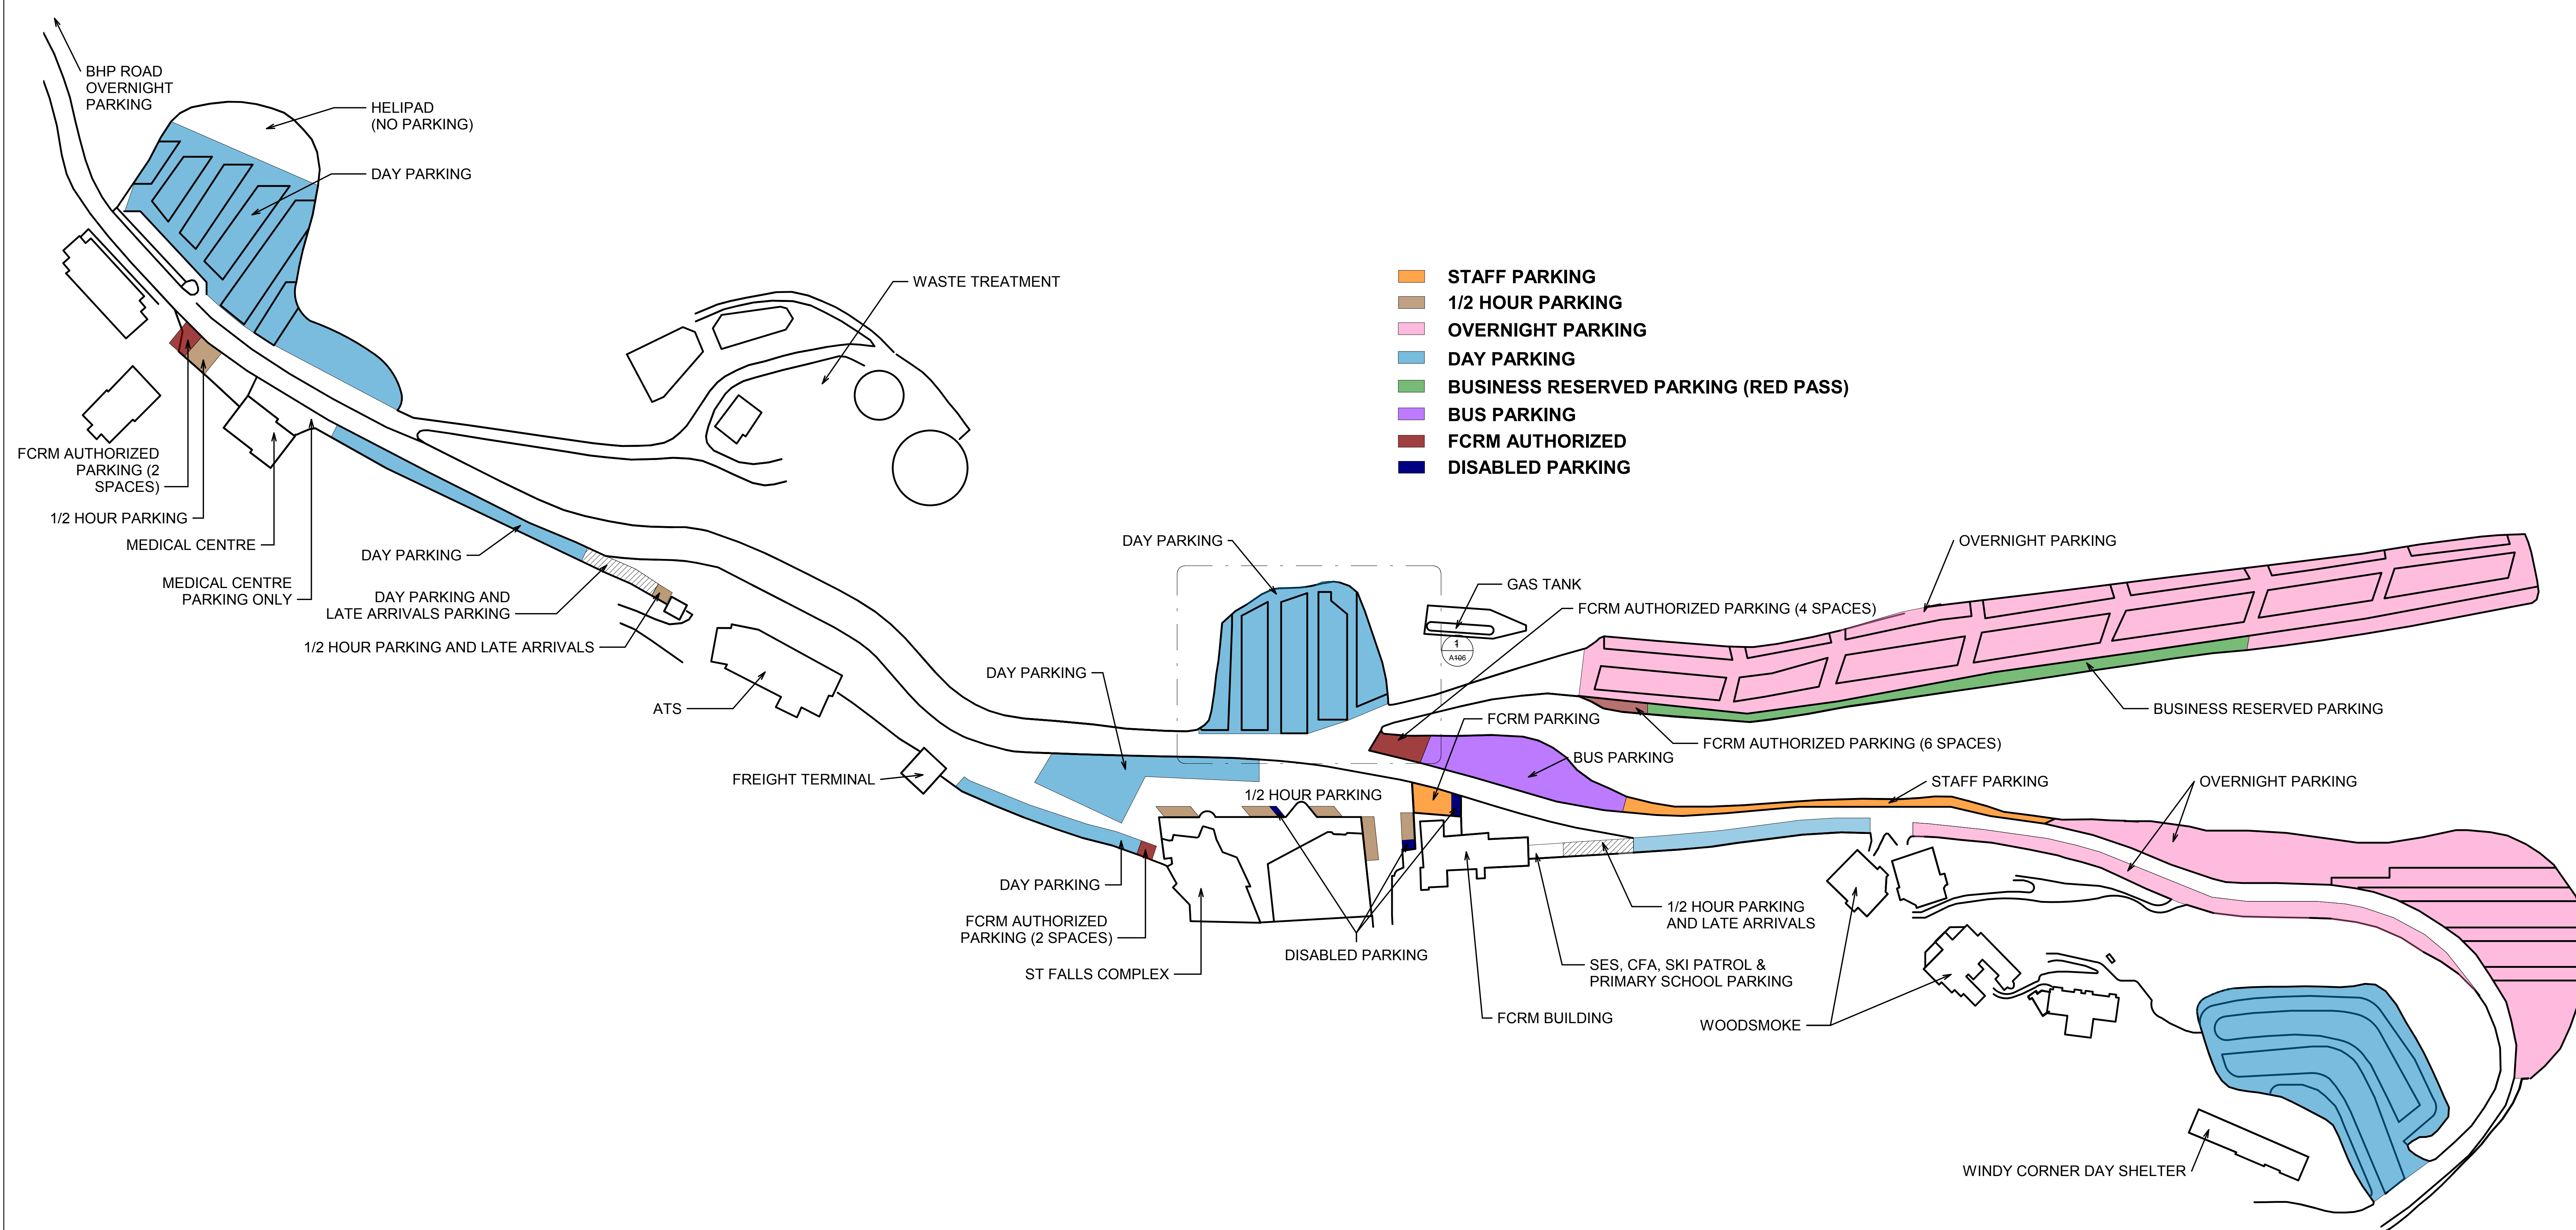 BHP ROAD
OVERNIGHT
PARKING
HELIPAD
(NO PARKING)
DAY PARKING
WASTE TREATMENT
STAFF PARKING
1/2 HOUR PARKING
OVERNIGHT PARKING
DAY PARKING
BUSINESS RESERVED PARKING (RED PASS)
BUS PARKING
FCRM AUTHORIZED
DISABLED PARKING
FCRM AUTHORIZED
PARKING (2
SPACES)
1/2 HOUR PARKING
MEDICAL CENTRE
MEDICAL CENTRE
PARKING ONLY
DAY PARKING
DAY PARKING AND
LATE ARRIVALS PARKING
1/2 HOUR PARKING AND LATE ARRIVALS
ATS
FREIGHT TERMINAL
DAY PARKING
DAY PARKING
GAS TANK
FCRM AUTHORIZED PARKING (4 SPACES)
1
A106
OVERNIGHT PARKING
BUSINESS RESERVED PARKING
FCRM AUTHORIZED PARKING (6 SPACES)
FCRM PARKING
BUS PARKING
STAFF PARKING
OVERNIGHT PARKING
1/2 HOUR PARKING
DAY PARKING
FCRM AUTHORIZED
PARKING (2 SPACES)
ST FALLS COMPLEX
DISABLED PARKING
1/2 HOUR PARKING
AND LATE ARRIVALS
SES, CFA, SKI PATROL &
PRIMARY SCHOOL PARKING
FCRM BUILDING
WOODSMOKE
WINDY CORNER DAY SHELTER